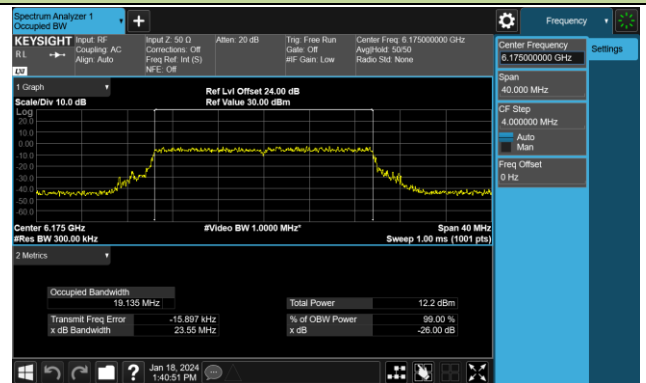 Spectrum Analyzer 1
Occupied BW
Frequency
KEYSIGHT
RL
LXI
Input: RF
Coupling: AC
Align: Auto
Input Z: 50 Ω
Corrections: Off
Freq Ref: Int (S)
NFE: Off
Atten: 20 dB
Trig: Free Run
Gate: Off
#IF Gain: Low
Center Freq: 6.175000000 GHz
Avg|Hold: 50/50
Radio Std: None
Center Frequency
6.175000000 GHz
Settings
Span
40.000 MHz
CF Step
4.000000 MHz
Auto
Man
Freq Offset
0 Hz
1 Graph
Scale/Div 10.0 dB
Ref Lvl Offset 24.00 dB
Ref Value 30.00 dBm
Log
20.0
10.0
0.00
-10.0
-20.0
-30.0
-40.0
-50.0
-60.0
Center 6.175 GHz
#Res BW 300.00 kHz
#Video BW 1.0000 MHz*
Span 40 MHz
Sweep 1.00 ms (1001 pts)
2 Metrics
Occupied Bandwidth
19.135 MHz
Total Power 12.2 dBm
Transmit Freq Error -15.897 kHz
% of OBW Power 99.00 %
x dB Bandwidth 23.55 MHz
x dB -26.00 dB
Jan 18, 2024
1:40:51 PM